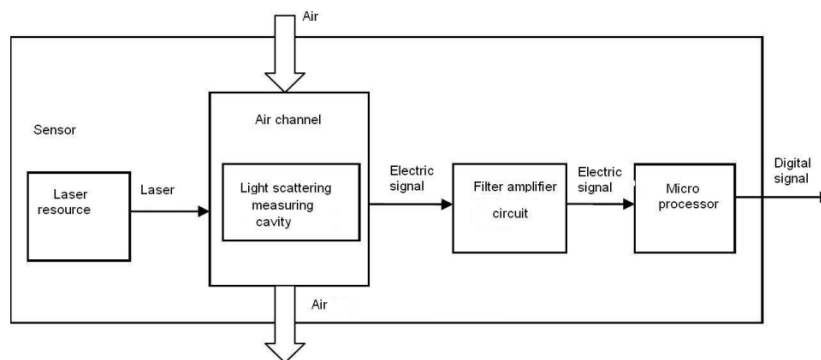 Air
Sensor
Air channel
Laser
resource
Laser
Light scattering
measuring
cavity
Electric
signal
Filter amplifier
circuit
Electric
signal
Micro
processor
Digital
signal
Air